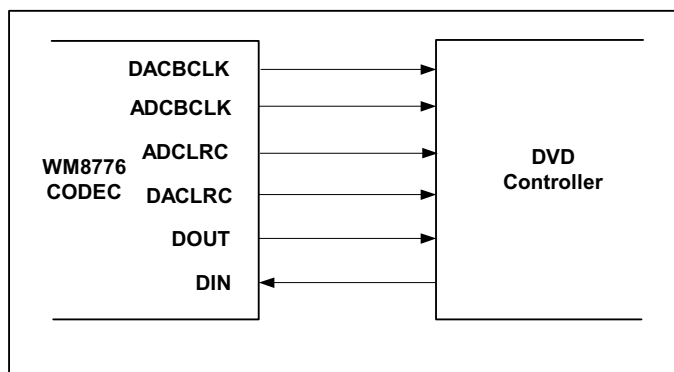 DACBCLK
ADCBCLK
ADCLRC
WM8776
CODEC
DACLRC
DOUT
DIN
DVD
Controller